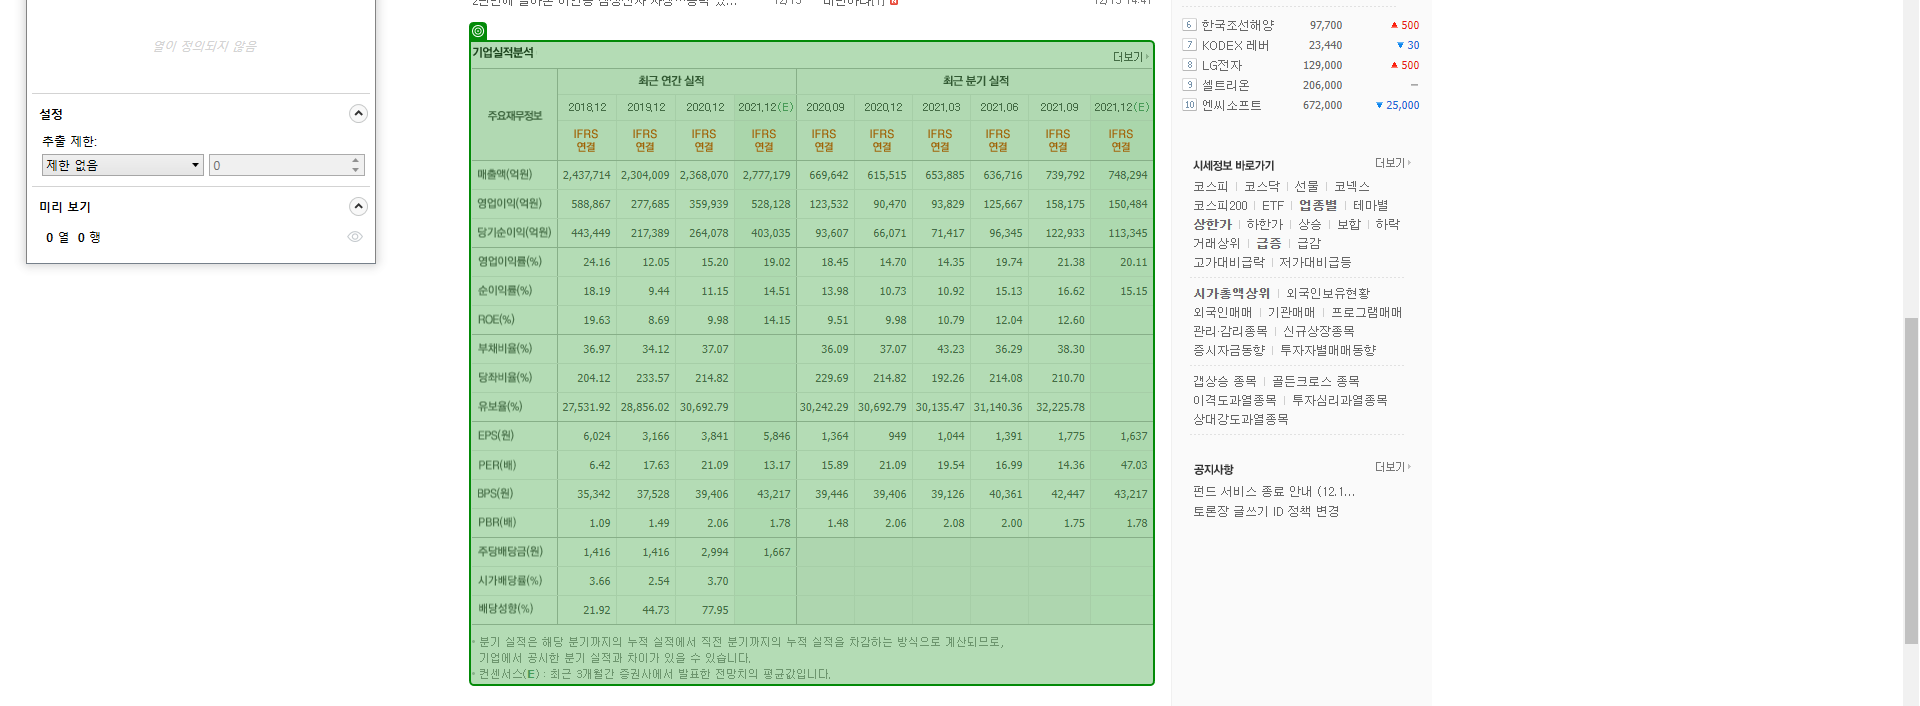 열이 정의되지 않음
설정
추출 제한:
제한 없음 0
미리 보기
0 열 0 행
12/15
12/15 14:41
기업실적분석
더보기
주요재무정보 최근 연간 실적 최근 분기 실적
2018.12 2019.12 2020.12 2021.12(E) 2020.09 2020.12 2021.03 2021.06 2021.09 2021.12(E)
IFRS IFRS IFRS IFRS IFRS IFRS IFRS IFRS IFRS IFRS
연결 연결 연결 연결 연결 연결 연결 연결 연결 연결
매출액(억원) 2,437,714 2,304,009 2,368,070 2,777,179 669,642 615,515 653,885 636,716 739,792 748,294
영업이익(억원) 588,867 277,685 359,939 528,128 123,532 90,470 93,829 125,667 158,175 150,484
당기순이익(억원) 443,449 217,389 264,078 403,035 93,607 66,071 71,417 96,345 122,933 113,345
영업이익률(%) 24.16 12.05 15.20 19.02 18.45 14.70 14.35 19.74 21.38 20.11
순이익률(%) 18.19 9.44 11.15 14.51 13.98 10.73 10.92 15.13 16.62 15.15
ROE(%) 19.63 8.69 9.98 14.15 9.51 9.98 10.79 12.04 12.60
부채비율(%) 36.97 34.12 37.07 36.09 37.07 43.23 36.29 38.30
당좌비율(%) 204.12 233.57 214.82 229.69 214.82 192.26 214.08 210.70
유보율(%) 27,531.92 28,856.02 30,692.79 30,242.29 30,692.79 30,135.47 31,140.36 32,225.78
EPS(원) 6,024 3,166 3,841 5,846 1,364 949 1,044 1,391 1,775 1,637
PER(배) 6.42 17.63 21.09 13.17 15.89 21.09 19.54 16.99 14.36 47.03
BPS(원) 35,342 37,528 39,406 43,217 39,446 39,406 39,126 40,361 42,447 43,217
PBR(배) 1.09 1.49 2.06 1.78 1.48 2.06 2.08 2.00 1.75 1.78
주당배당금(원) 1,416 1,416 2,994 1,667
시가배당률(%) 3.66 2.54 3.70
배당성향(%) 21.92 44.73 77.95
* 분기 실적은 해당 분기까지의 누적 실적에서 직전 분기까지의 누적 실적을 차감하는 방식으로 계산되므로,
기업에서 공시한 분기 실적과 차이가 있을 수 있습니다.
* 컨센서스(E) : 최근 3개월간 증권사에서 발표한 전망치의 평균값입니다.
6 한국조선해양 97,700 ▲ 500
7 KODEX 레버 23,440 ▼ 30
8 LG전자 129,000 ▲ 500
9 셀트리온 206,000 -
10 엔씨소프트 672,000 ▼ 25,000
시세정보 바로가기 더보기
코스피 | 코스닥 | 선물 | 코넥스
코스피200 | ETF | 업종별 | 테마별
상한가 | 하한가 | 상승 | 보합 | 하락
거래상위 | 급증 | 급감
고가대비급락 | 저가대비급등
시가총액상위 | 외국인보유현황
외국인매매 | 기관매매 | 프로그램매매
관리·감리종목 | 신규상장종목
증시자금동향 | 투자자별매매동향
갭상승 종목 | 골든크로스 종목
이격도과열종목 | 투자심리과열종목
상대강도과열종목
공지사항 더보기
펀드 서비스 종료 안내 (12.1...
토론장 글쓰기 ID 정책 변경